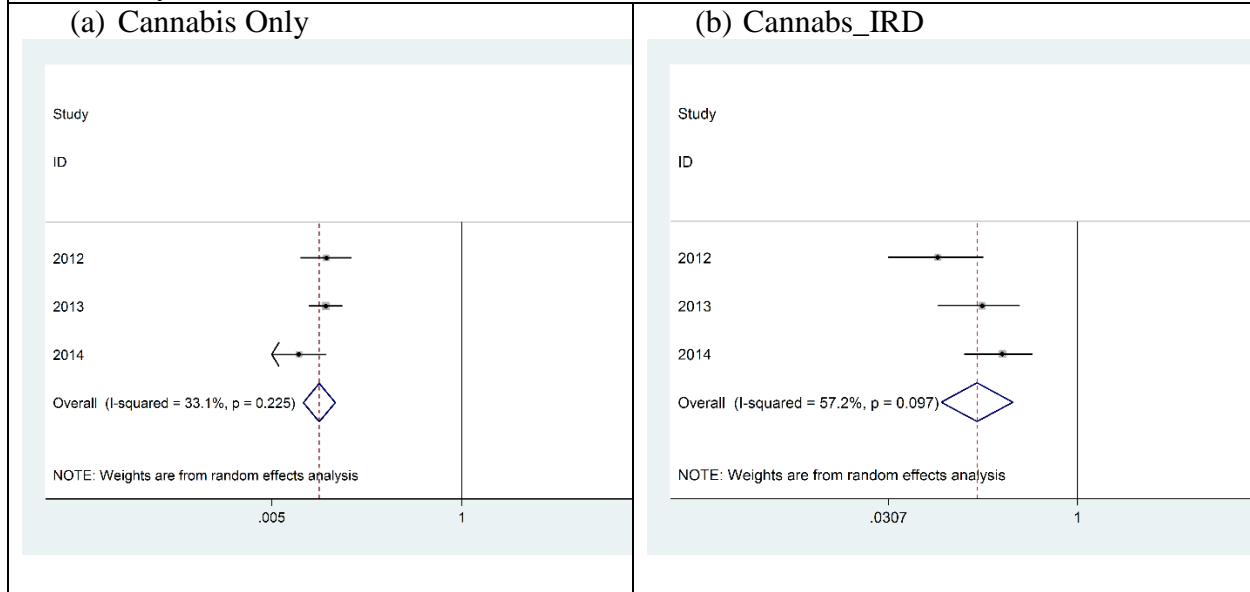 (a) Cannabis Only
Study
ID
2012
2013
2014
Overall (I-squared = 33.1%, p = 0.225)
NOTE: Weights are from random effects analysis
.005
1
(b) Cannabs_IRD
Study
ID
2012
2013
2014
Overall (I-squared = 57.2%, p = 0.097)
NOTE: Weights are from random effects analysis
.0307
1